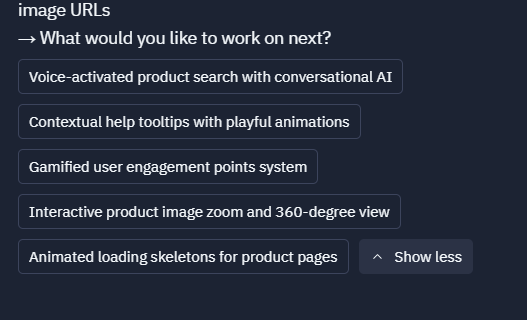 image URLs
→ What would you like to work on next?
Voice-activated product search with conversational AI
Contextual help tooltips with playful animations
Gamified user engagement points system
Interactive product image zoom and 360-degree view
Animated loading skeletons for product pages
Show less